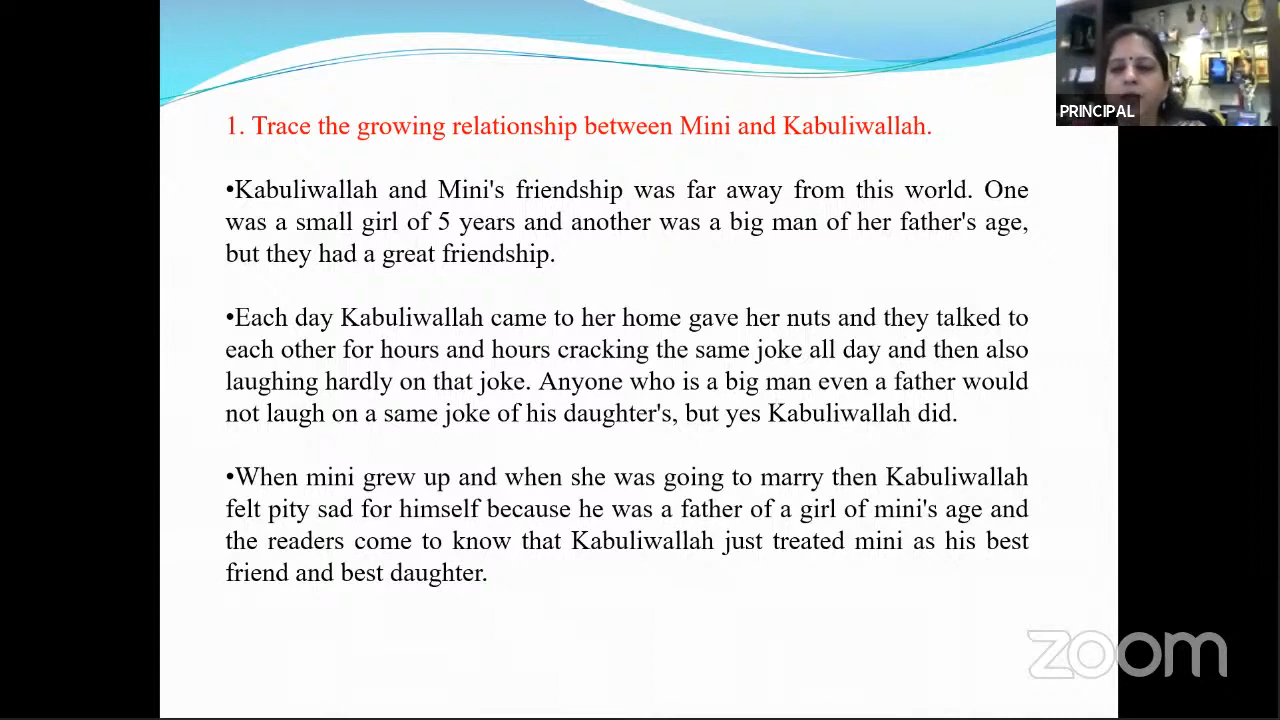 PRINCIPAL
1. Trace the growing relationship between Mini and Kabuliwallah.
•Kabuliwallah and Mini's friendship was far away from this world. One
was a small girl of 5 years and another was a big man of her father's age,
but they had a great friendship.
•Each day Kabuliwallah came to her home gave her nuts and they talked to
each other for hours and hours cracking the same joke all day and then also
laughing hardly on that joke. Anyone who is a big man even a father would
not laugh on a same joke of his daughter's, but yes Kabuliwallah did.
•When mini grew up and when she was going to marry then Kabuliwallah
felt pity sad for himself because he was a father of a girl of mini's age and
the readers come to know that Kabuliwallah just treated mini as his best
friend and best daughter.
zoom